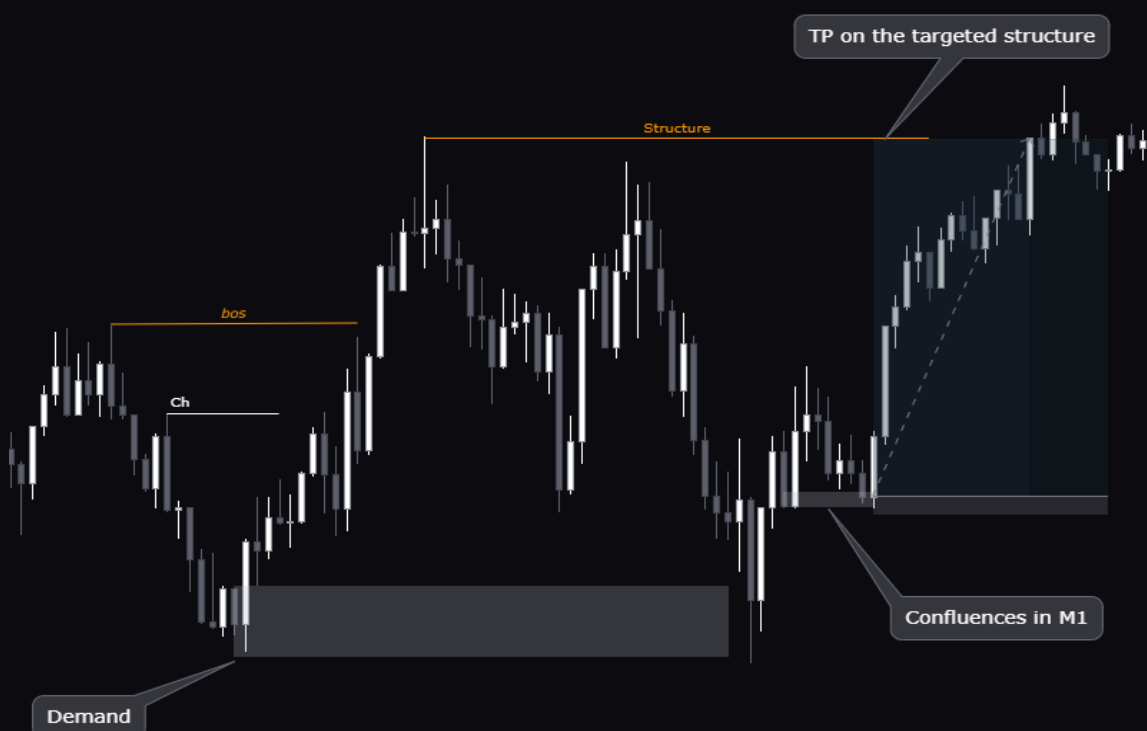 TP on the targeted structure
Structure
bos
Ch
Confluences in M1
Demand